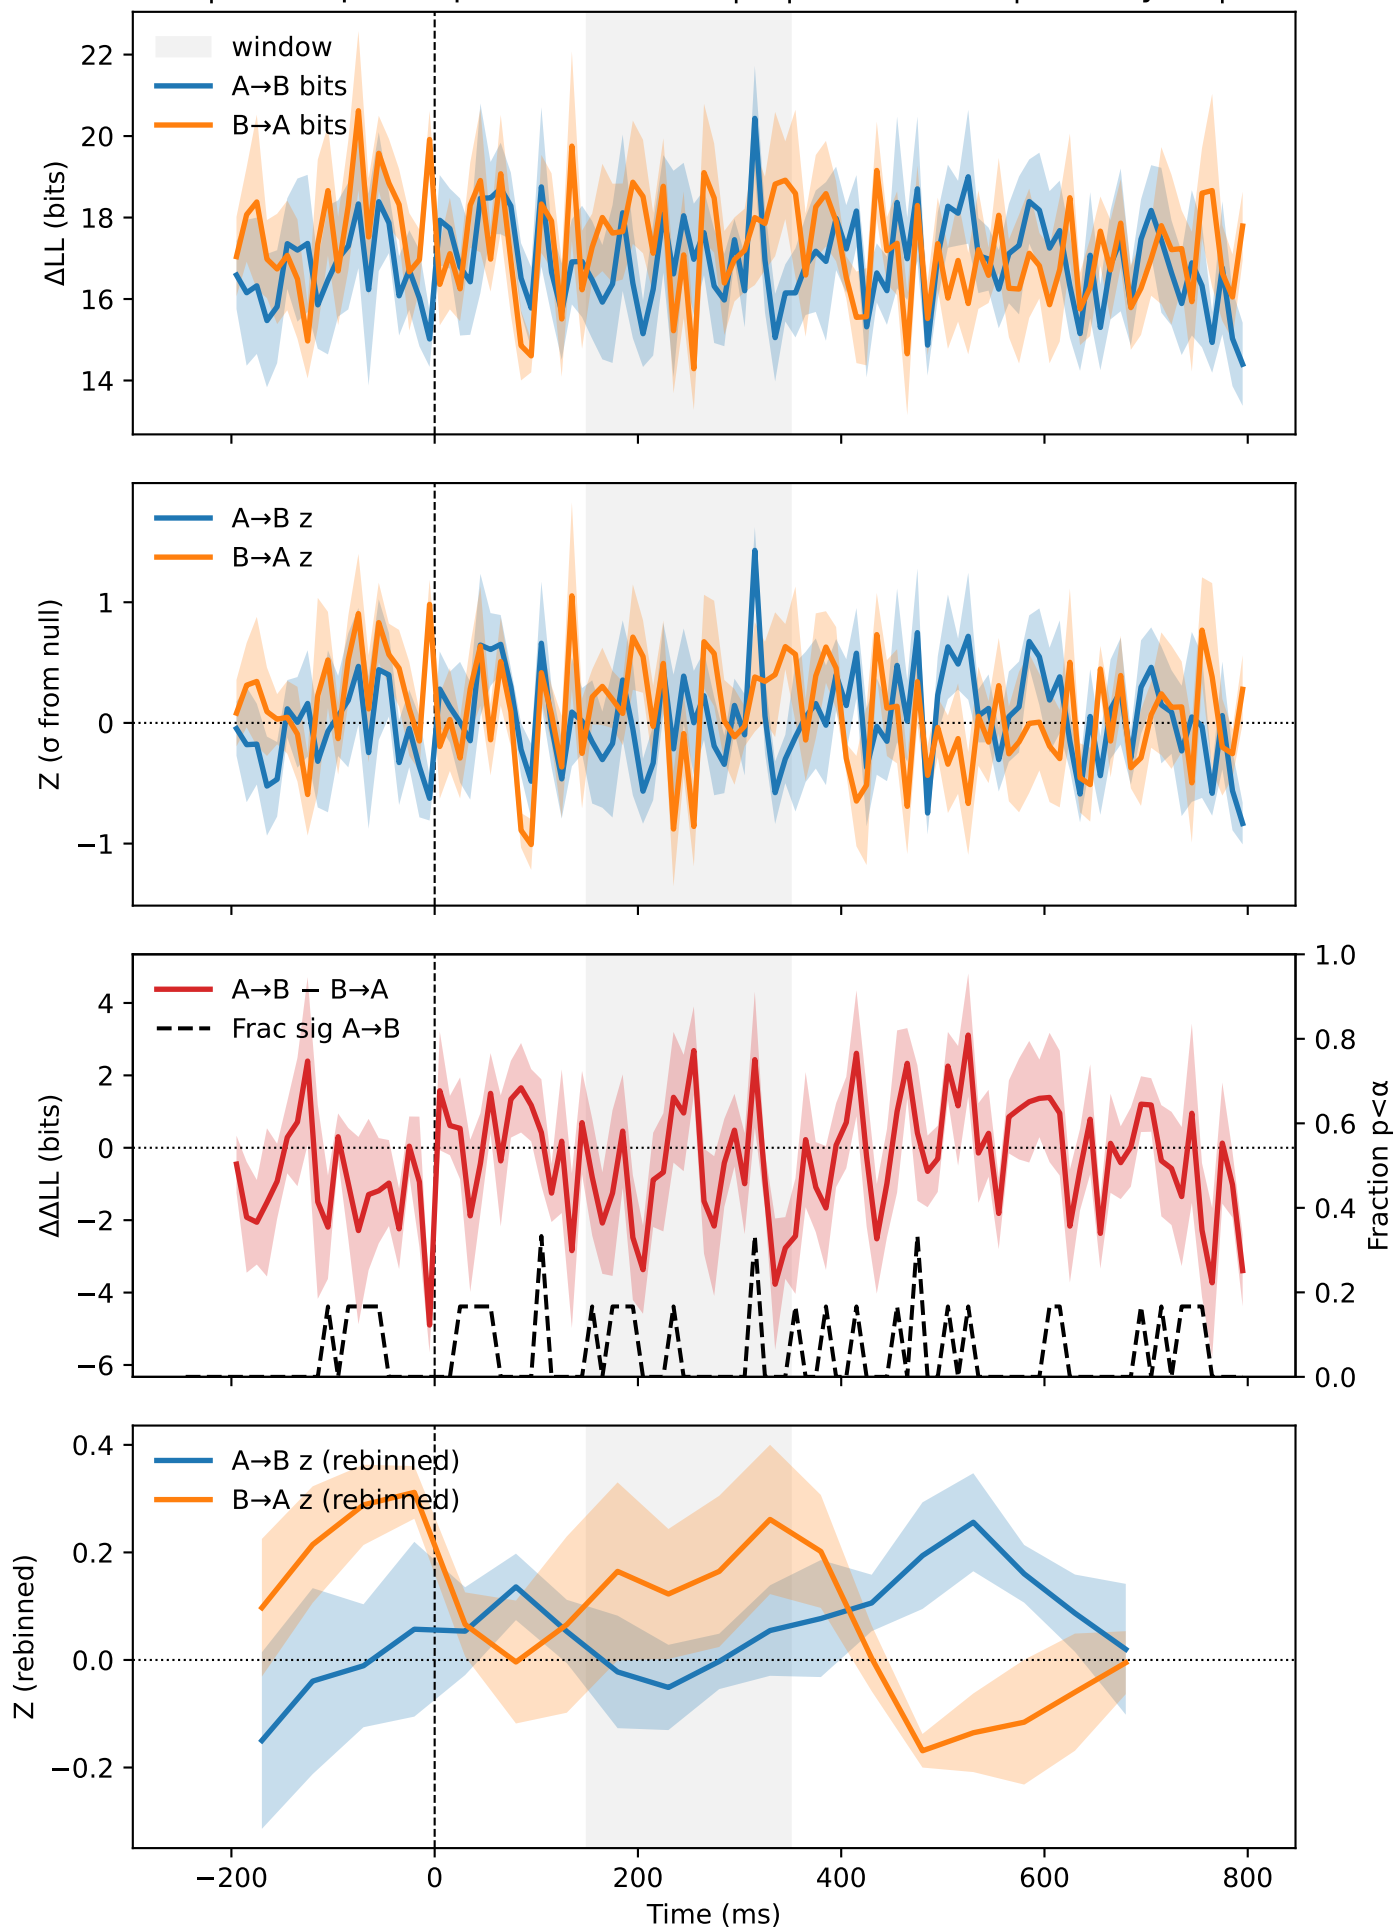 window
A→B bits
B→A bits
ΔLL (bits)
22
20
18
16
14
A→B z
B→A z
Z (σ from null)
1
0
−1
A→B − B→A
Frac sig A→B
ΔΔLL (bits)
4
2
0
−2
−4
−6
1.0
0.8
0.6
0.4
0.2
0.0
Fraction p<α
A→B z (rebinned)
B→A z (rebinned)
Z (rebinned)
0.4
0.2
0.0
−0.2
−200
0
200
400
600
800
Time (ms)